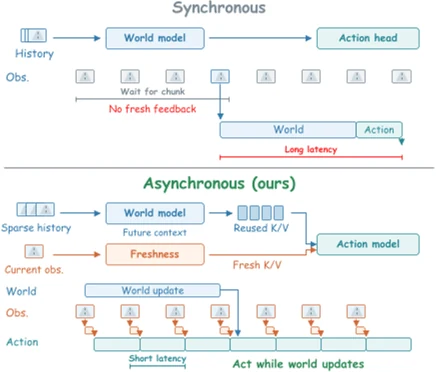 Synchronous
World model
Action head
History
Obs.
Wait for chunk
No fresh feedback
World
Action
Long latency
Asynchronous (ours)
World model
Sparse history
Future context
Reused K/V
Action model
Freshness
Current obs.
Fresh K/V
World
World update
Obs.
Action
Short latency
Act while world updates